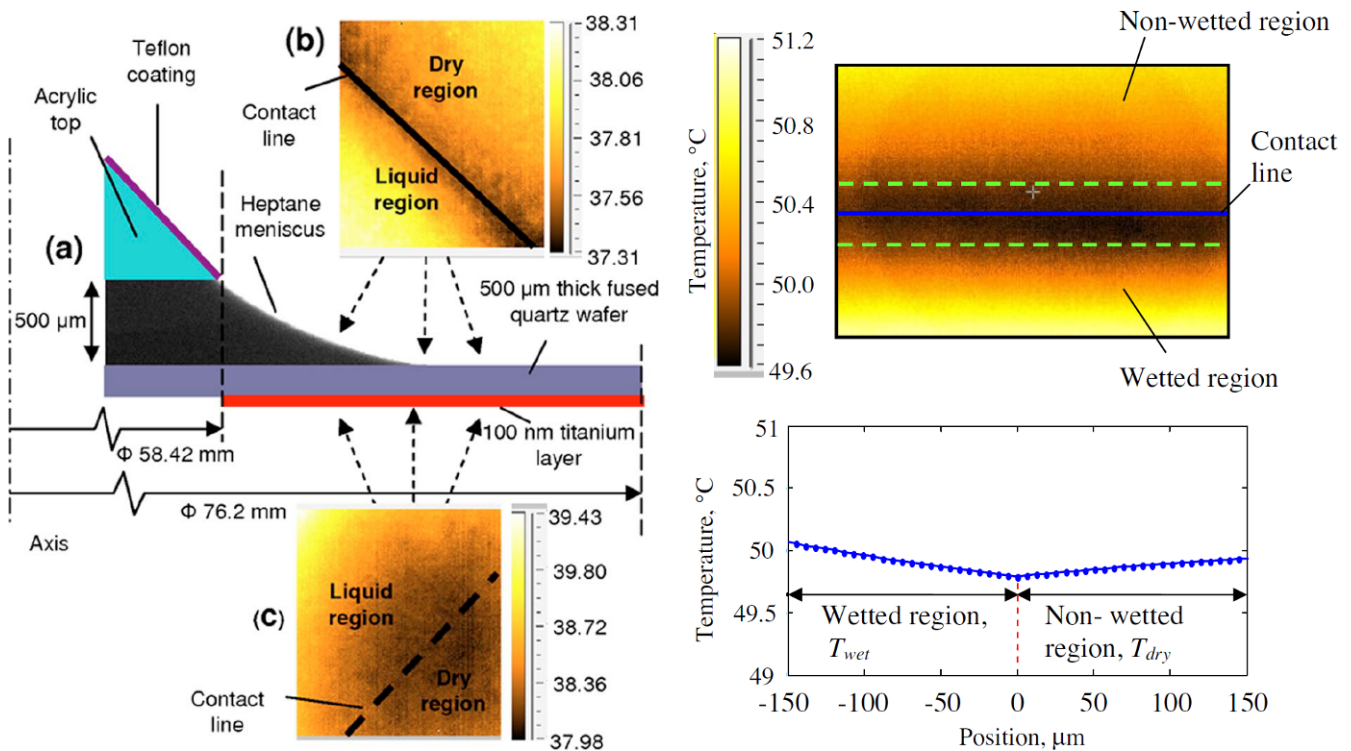 Teflon
coating
Acrylic
top
(a)
500 µm
Heptane
meniscus
(b)
Contact
line
Dry
region
Liquid
region
38.31
38.06
37.81
37.56
37.31
500 µm thick fused
quartz wafer
100 nm titanium
layer
Φ 58.42 mm
Φ 76.2 mm
Axis
(c)
Liquid
region
Dry
region
Contact
line
39.43
39.80
38.72
38.36
37.98
Temperature, °C
51.2
50.8
50.4
50.0
49.6
Non-wetted region
Contact
line
Wetted region
Temperature, °C
51
50.5
50
49.5
49
Wetted region,
Twet
Non- wetted
region, Tdry
-150 -100 -50 0 50 100 150
Position, µm